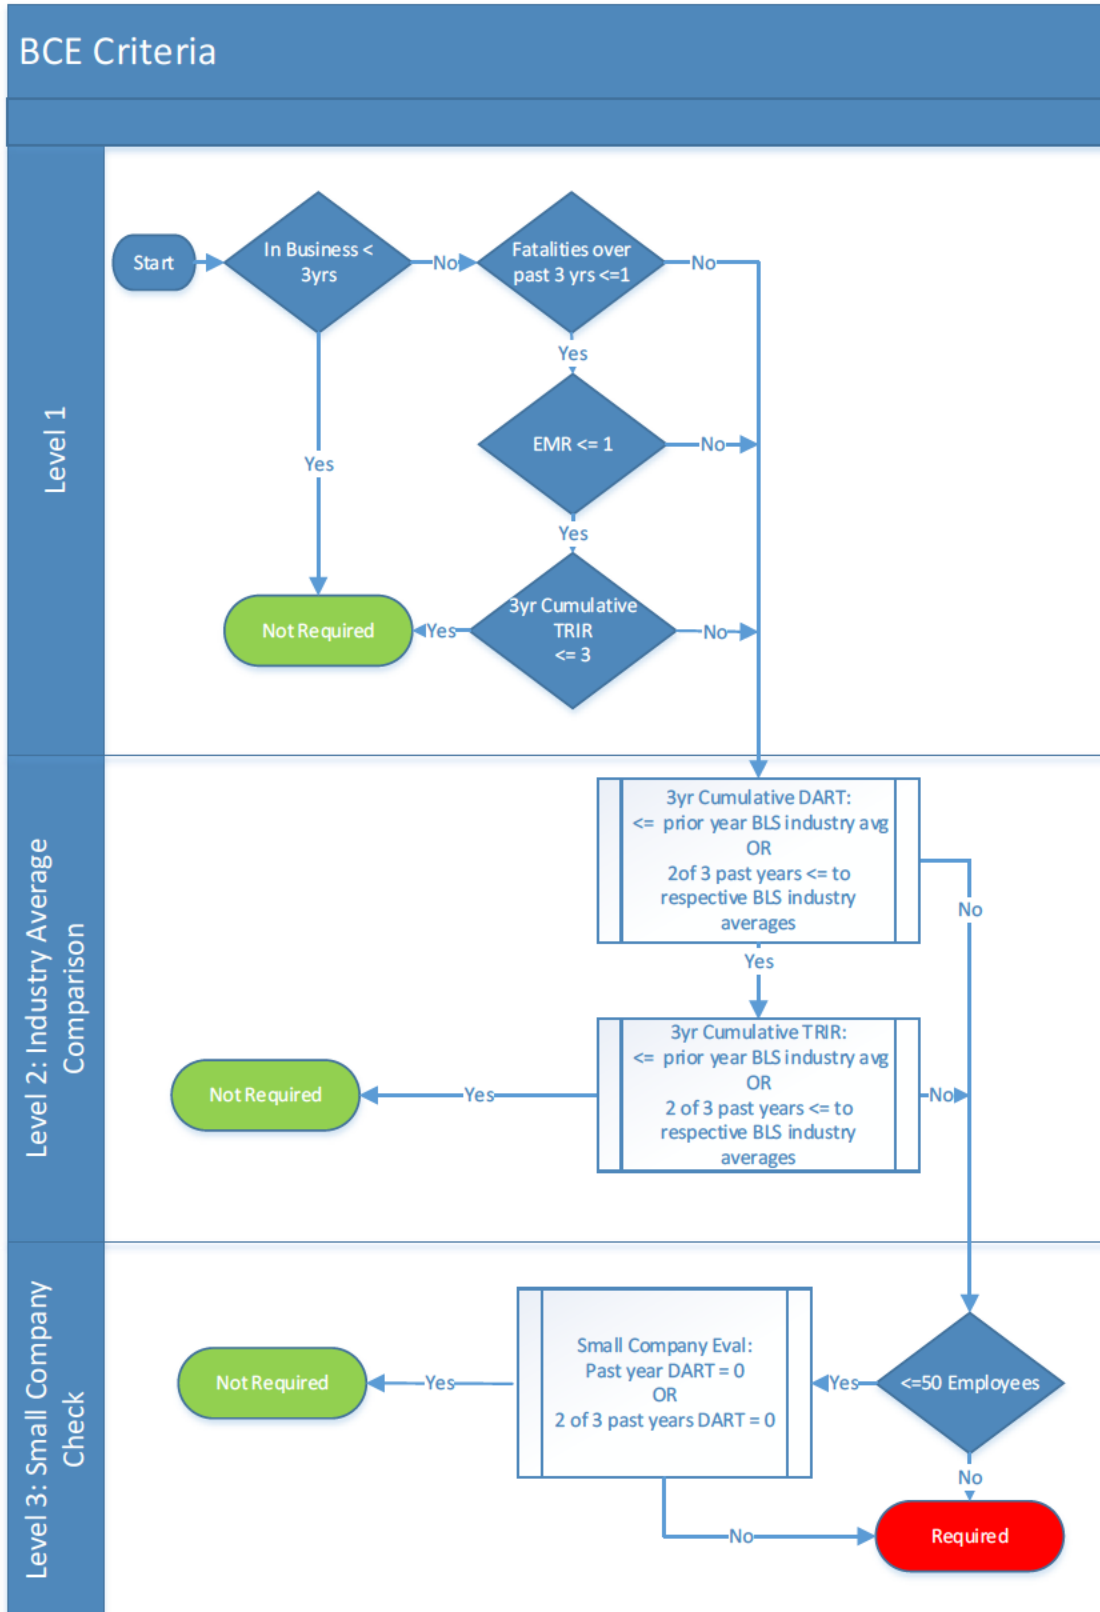 BCE Criteria
Level 1
Start
In Business <
3yrs
No
Fatalities over
past 3 yrs <=1
No
Yes
EMR <= 1
No
Yes
Yes
3yr Cumulative
TRIR
<= 3
No
Yes
Not Required
Level 2: Industry Average
Comparison
3yr Cumulative DART:
<= prior year BLS industry avg
OR
2of 3 past years <= to
respective BLS industry
averages
No
Yes
3yr Cumulative TRIR:
<= prior year BLS industry avg
OR
2 of 3 past years <= to
respective BLS industry
averages
No
Yes
Not Required
Level 3: Small Company
Check
<=50 Employees
Yes
Small Company Eval:
Past year DART = 0
OR
2 of 3 past years DART = 0
Yes
Not Required
No
No
Required